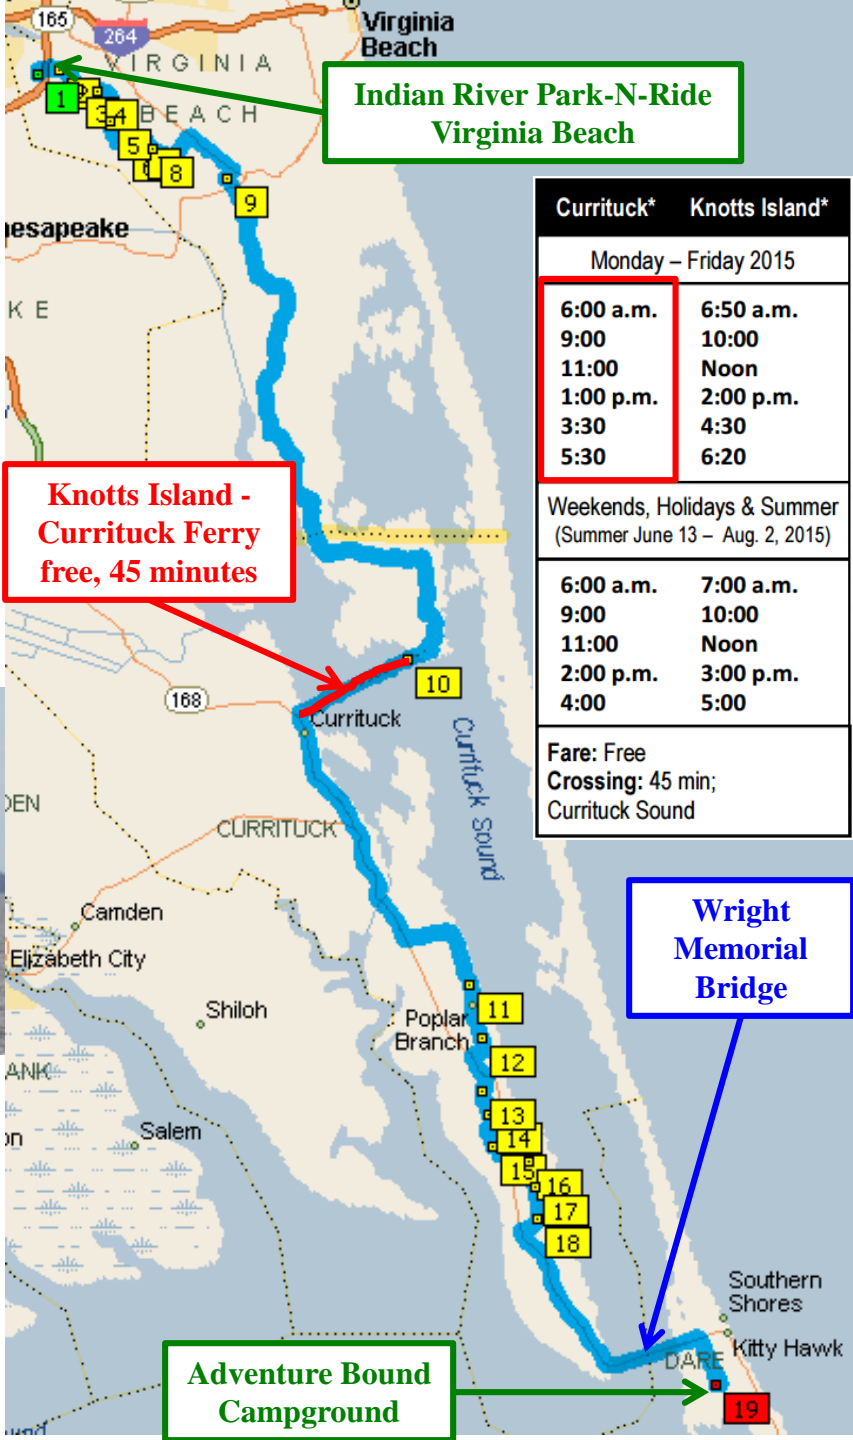 165
264
Virginia
Beach
VIRGINIA
BEACH
Indian River Park-N-Ride
Virginia Beach
1
3
4
5
6
8
9
esapeake
K E
Currituck* Knotts Island*
Monday – Friday 2015
6:00 a.m. 6:50 a.m.
9:00 10:00
11:00 Noon
1:00 p.m. 2:00 p.m.
3:30 4:30
5:30 6:20
Weekends, Holidays & Summer
(Summer June 13 – Aug. 2, 2015)
6:00 a.m. 7:00 a.m.
9:00 10:00
11:00 Noon
2:00 p.m. 3:00 p.m.
4:00 5:00
Fare: Free
Crossing: 45 min;
Currituck Sound
Knotts Island -
Currituck Ferry
free, 45 minutes
10
168
Currituck
Currituck Sound
DEN
CURRITUCK
Camden
Elizabeth City
Shiloh
Wright
Memorial
Bridge
Poplar
Branch
11
12
ANK
13
14
15
16
17
18
on
Salem
Southern
Shores
Kitty Hawk
DARE
Adventure Bound
Campground
19